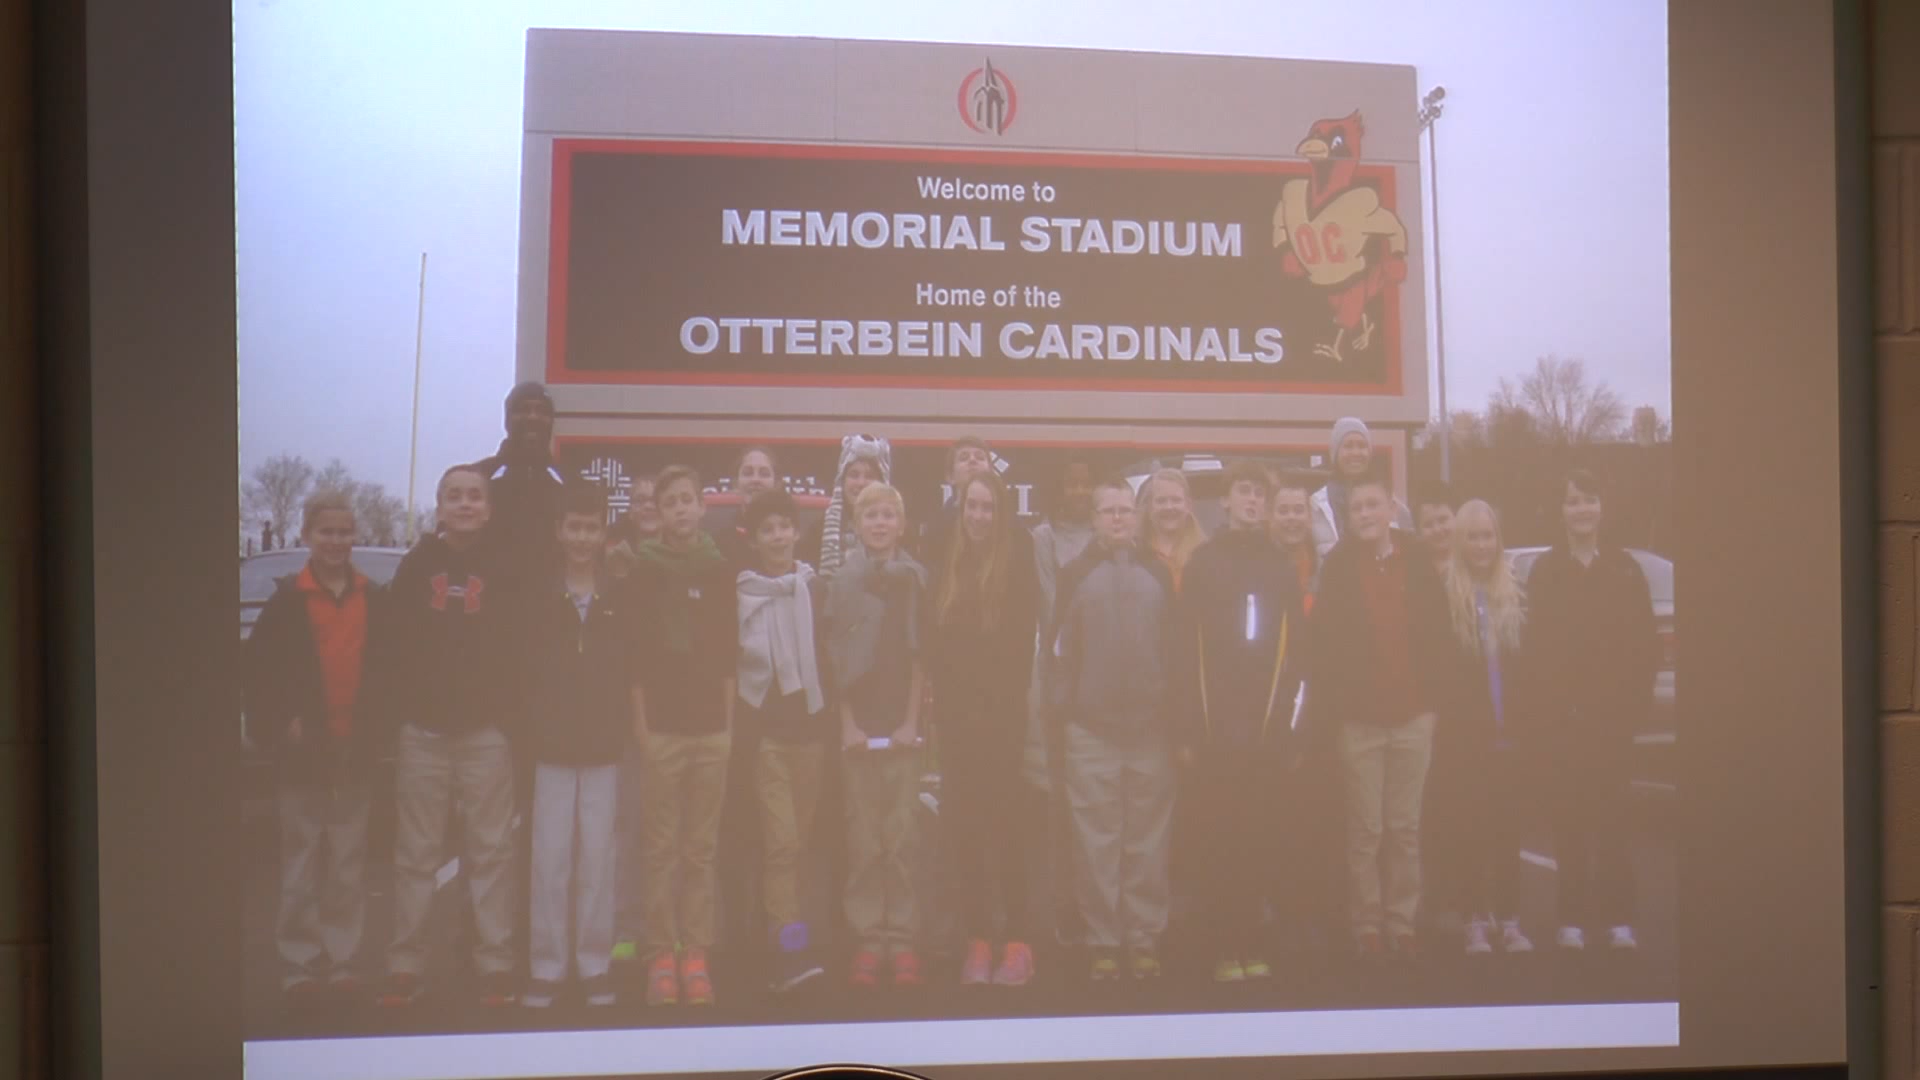 Welcome to
MEMORIAL STADIUM
Home of the
OTTERBEIN CARDINALS
OC